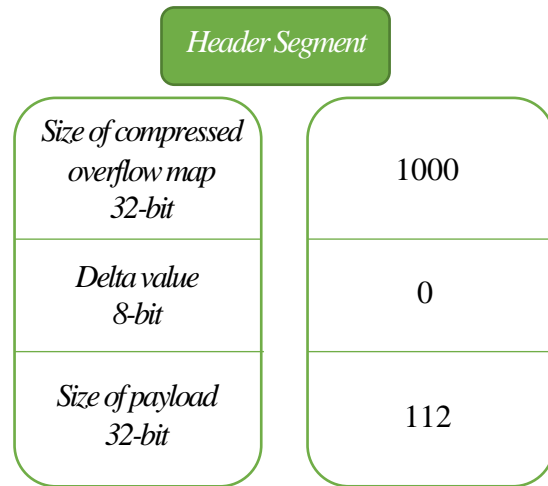 Header Segment
Size of compressed
overflow map
32-bit
1000
Delta value
8-bit
0
Size of payload
32-bit
112